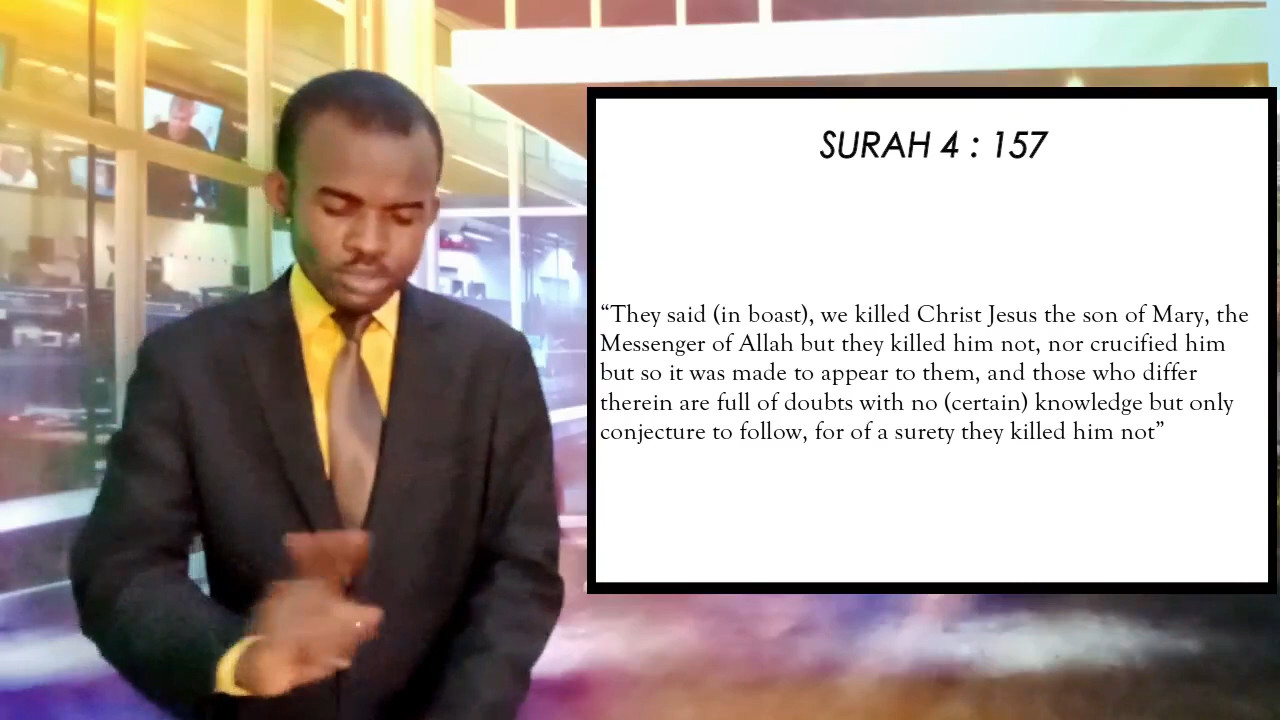 SURAH 4 : 157
“They said (in boast), we killed Christ Jesus the son of Mary, the
Messenger of Allah but they killed him not, nor crucified him
but so it was made to appear to them, and those who differ
therein are full of doubts with no (certain) knowledge but only
conjecture to follow, for of a surety they killed him not”